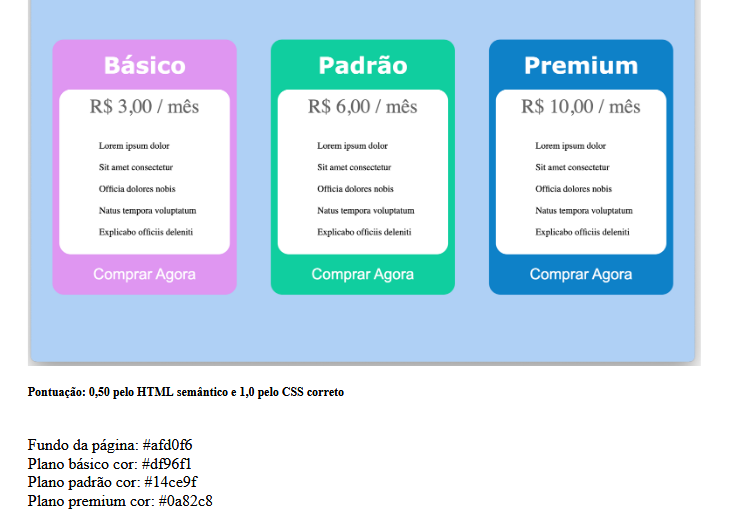 Básico Padrão Premium
R$ 3,00 / mês R$ 6,00 / mês R$ 10,00 / mês
Lorem ipsum dolor Lorem ipsum dolor Lorem ipsum dolor
Sit amet consectetur Sit amet consectetur Sit amet consectetur
Officia dolores nobis Officia dolores nobis Officia dolores nobis
Natus tempora voluptatum Natus tempora voluptatum Natus tempora voluptatum
Explicabo officiis deleniti Explicabo officiis deleniti Explicabo officiis deleniti
Comprar Agora Comprar Agora Comprar Agora
Pontuação: 0,50 pelo HTML semântico e 1,0 pelo CSS correto
Fundo da página: #afd0f6
Plano básico cor: #df96f1
Plano padrão cor: #14ce9f
Plano premium cor: #0a82c8